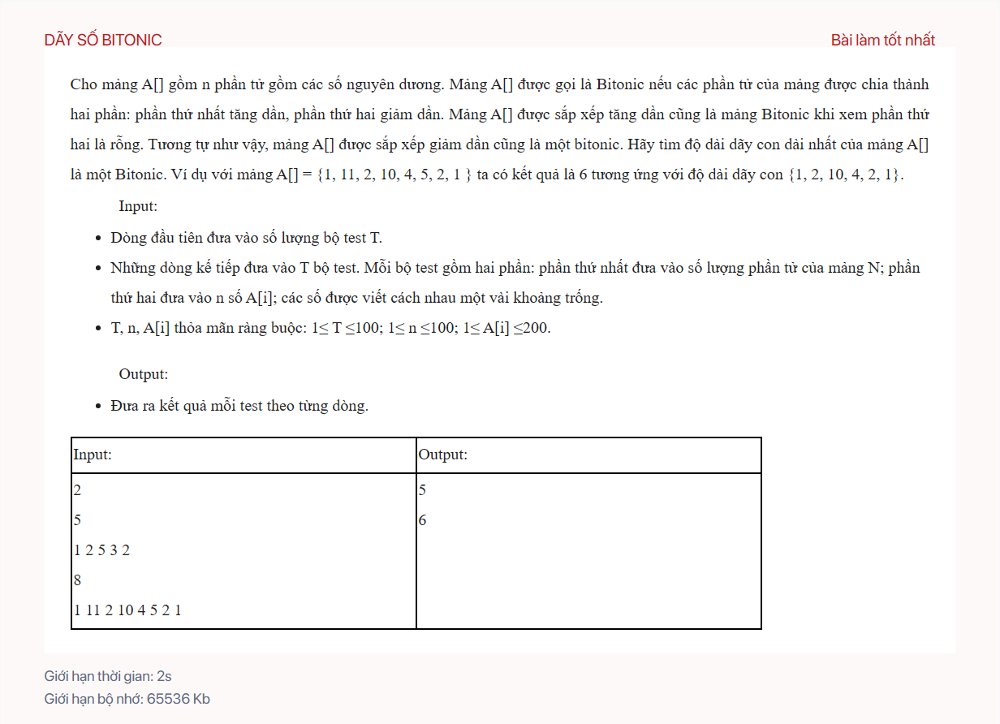 DÃY SỐ BITONIC
Bài làm tốt nhất
Cho mảng A[] gồm n phần tử gồm các số nguyên dương. Mảng A[] được gọi là Bitonic nếu các phần tử của mảng được chia thành
hai phần: phần thứ nhất tăng dần, phần thứ hai giảm dần. Mảng A[] được sắp xếp tăng dần cũng là mảng Bitonic khi xem phần thứ
hai là rỗng. Tương tự như vậy, mảng A[] được sắp xếp giảm dần cũng là một bitonic. Hãy tìm độ dài dãy con dài nhất của mảng A[]
là một Bitonic. Ví dụ với mảng A[] = {1, 11, 2, 10, 4, 5, 2, 1 } ta có kết quả là 6 tương ứng với độ dài dãy con {1, 2, 10, 4, 2, 1}.
Input:
• Dòng đầu tiên đưa vào số lượng bộ test T.
• Những dòng kế tiếp đưa vào T bộ test. Mỗi bộ test gồm hai phần: phần thứ nhất đưa vào số lượng phần tử của mảng N; phần
thứ hai đưa vào n số A[i]; các số được viết cách nhau một vài khoảng trống.
• T, n, A[i] thỏa mãn ràng buộc: 1≤ T ≤100; 1≤ n ≤100; 1≤ A[i] ≤200.
Output:
• Đưa ra kết quả mỗi test theo từng dòng.
Input:
Output:
2
5
1 2 5 3 2
8
1 11 2 10 4 5 2 1
5
6
Giới hạn thời gian: 2s
Giới hạn bộ nhớ: 65536 Kb